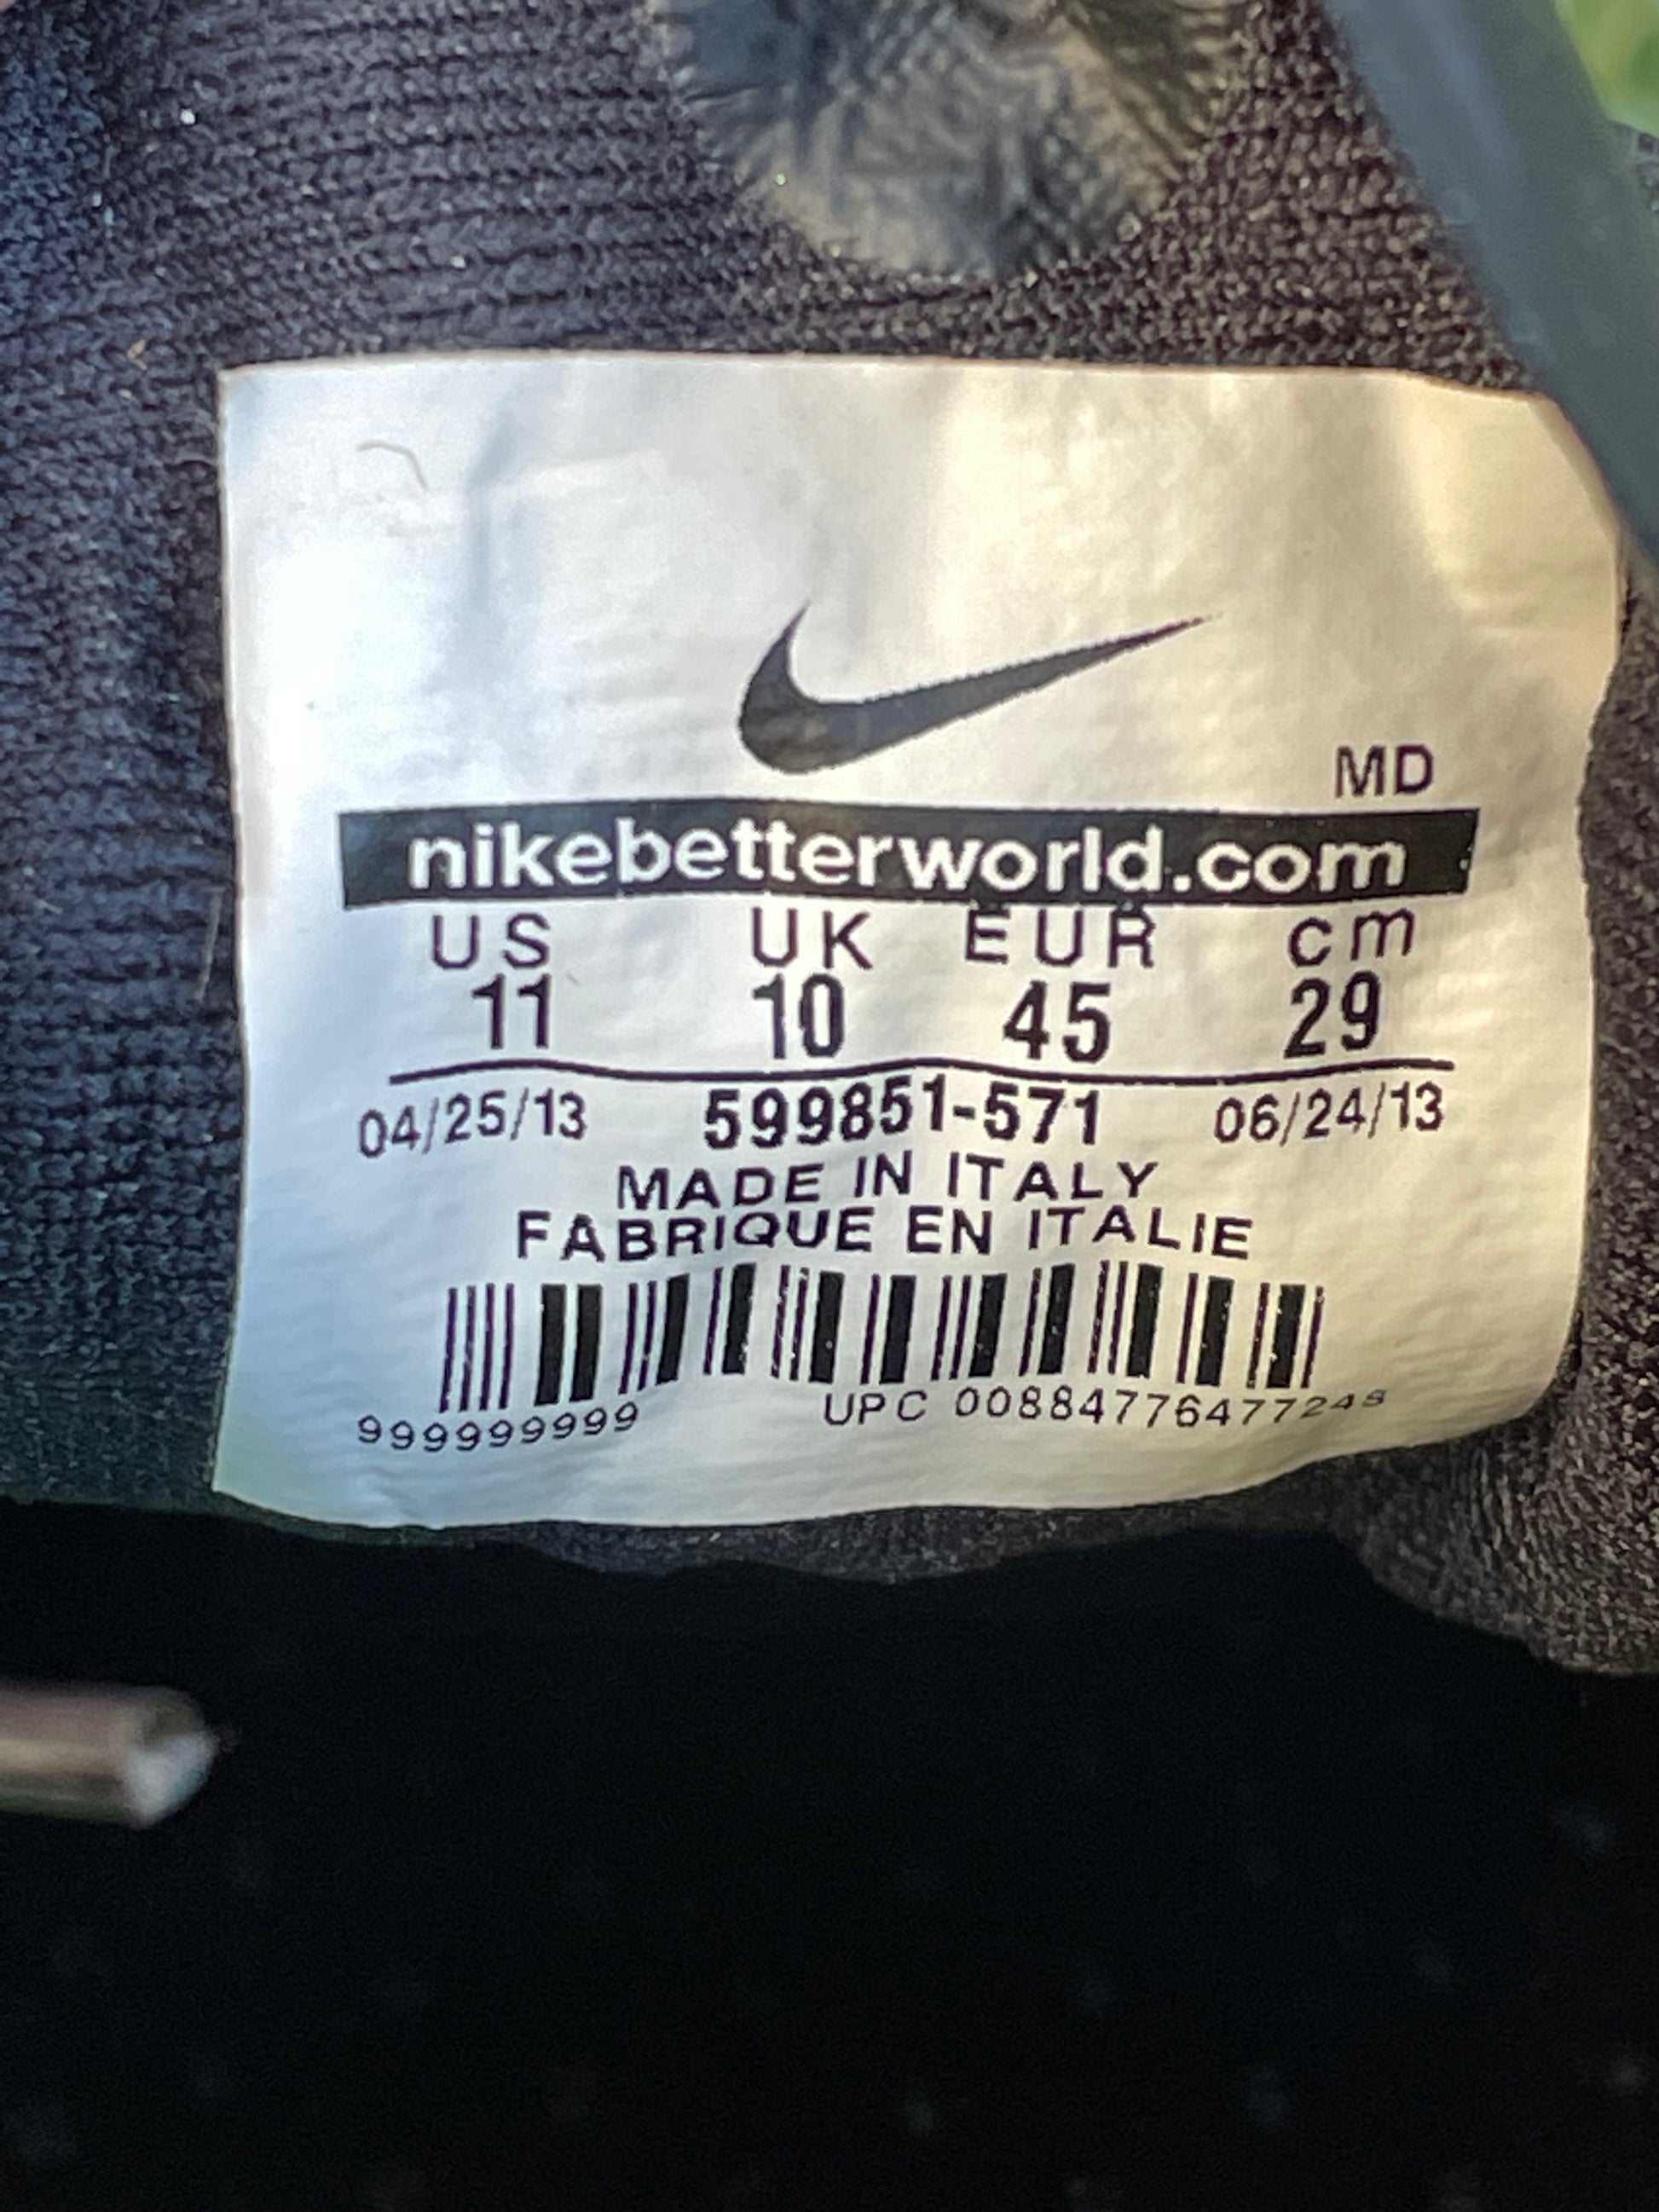 MD
nikebetterworld.com
US UK EUR cm
11 10 45 29
04/25/13 599851-571 06/24/13
MADE IN ITALY
FABRIQUE EN ITALIE
999999999 UPC 00884776477248